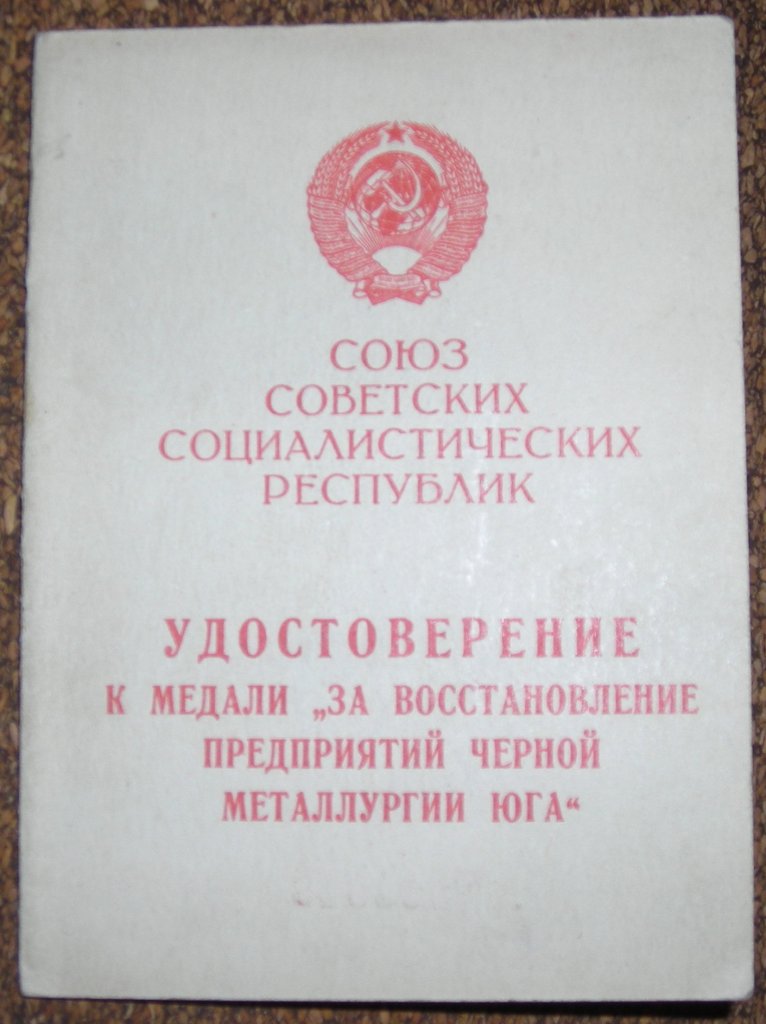 СОЮЗ
СОВЕТСКИХ
СОЦИАЛИСТИЧЕСКИХ
РЕСПУБЛИК
УДОСТОВЕРЕНИЕ
К МЕДАЛИ „ЗА ВОССТАНОВЛЕНИЕ
ПРЕДПРИЯТИЙ ЧЕРНОЙ
МЕТАЛЛУРГИИ ЮГА“